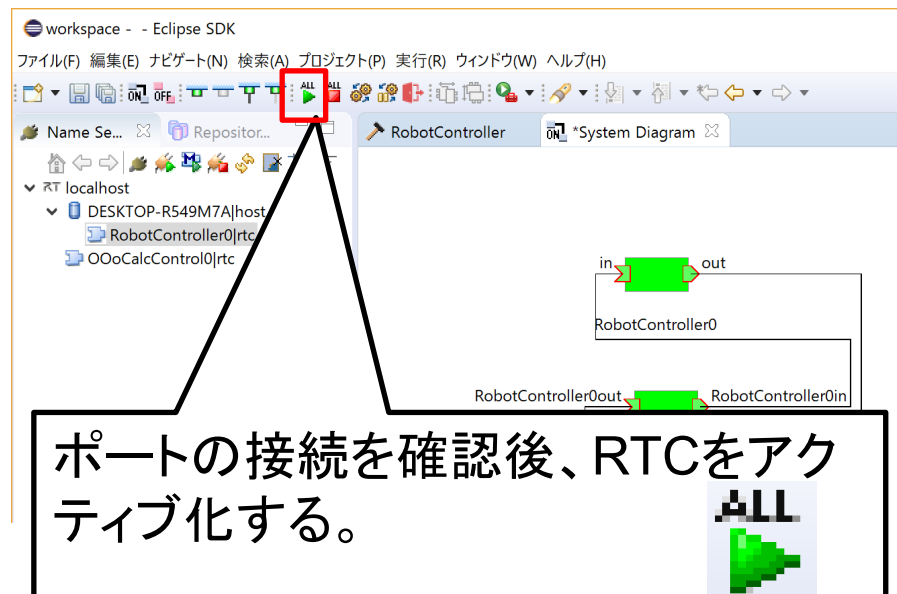 workspace - - Eclipse SDK
ファイル(F) 編集(E) ナビゲート(N) 検索(A) プロジェクト(P) 実行(R) ウィンドウ(W) ヘルプ(H)
ON OFF ALL ALL
Name Se... Repositor...
RobotController
ON *System Diagram
RT localhost
DESKTOP-R549M7A|host
RobotController0|rtc
OOoCalcControl0|rtc
in out
RobotController0
RobotController0out RobotController0in
ポートの接続を確認後、RTCをアク
ティブ化する。
ALL